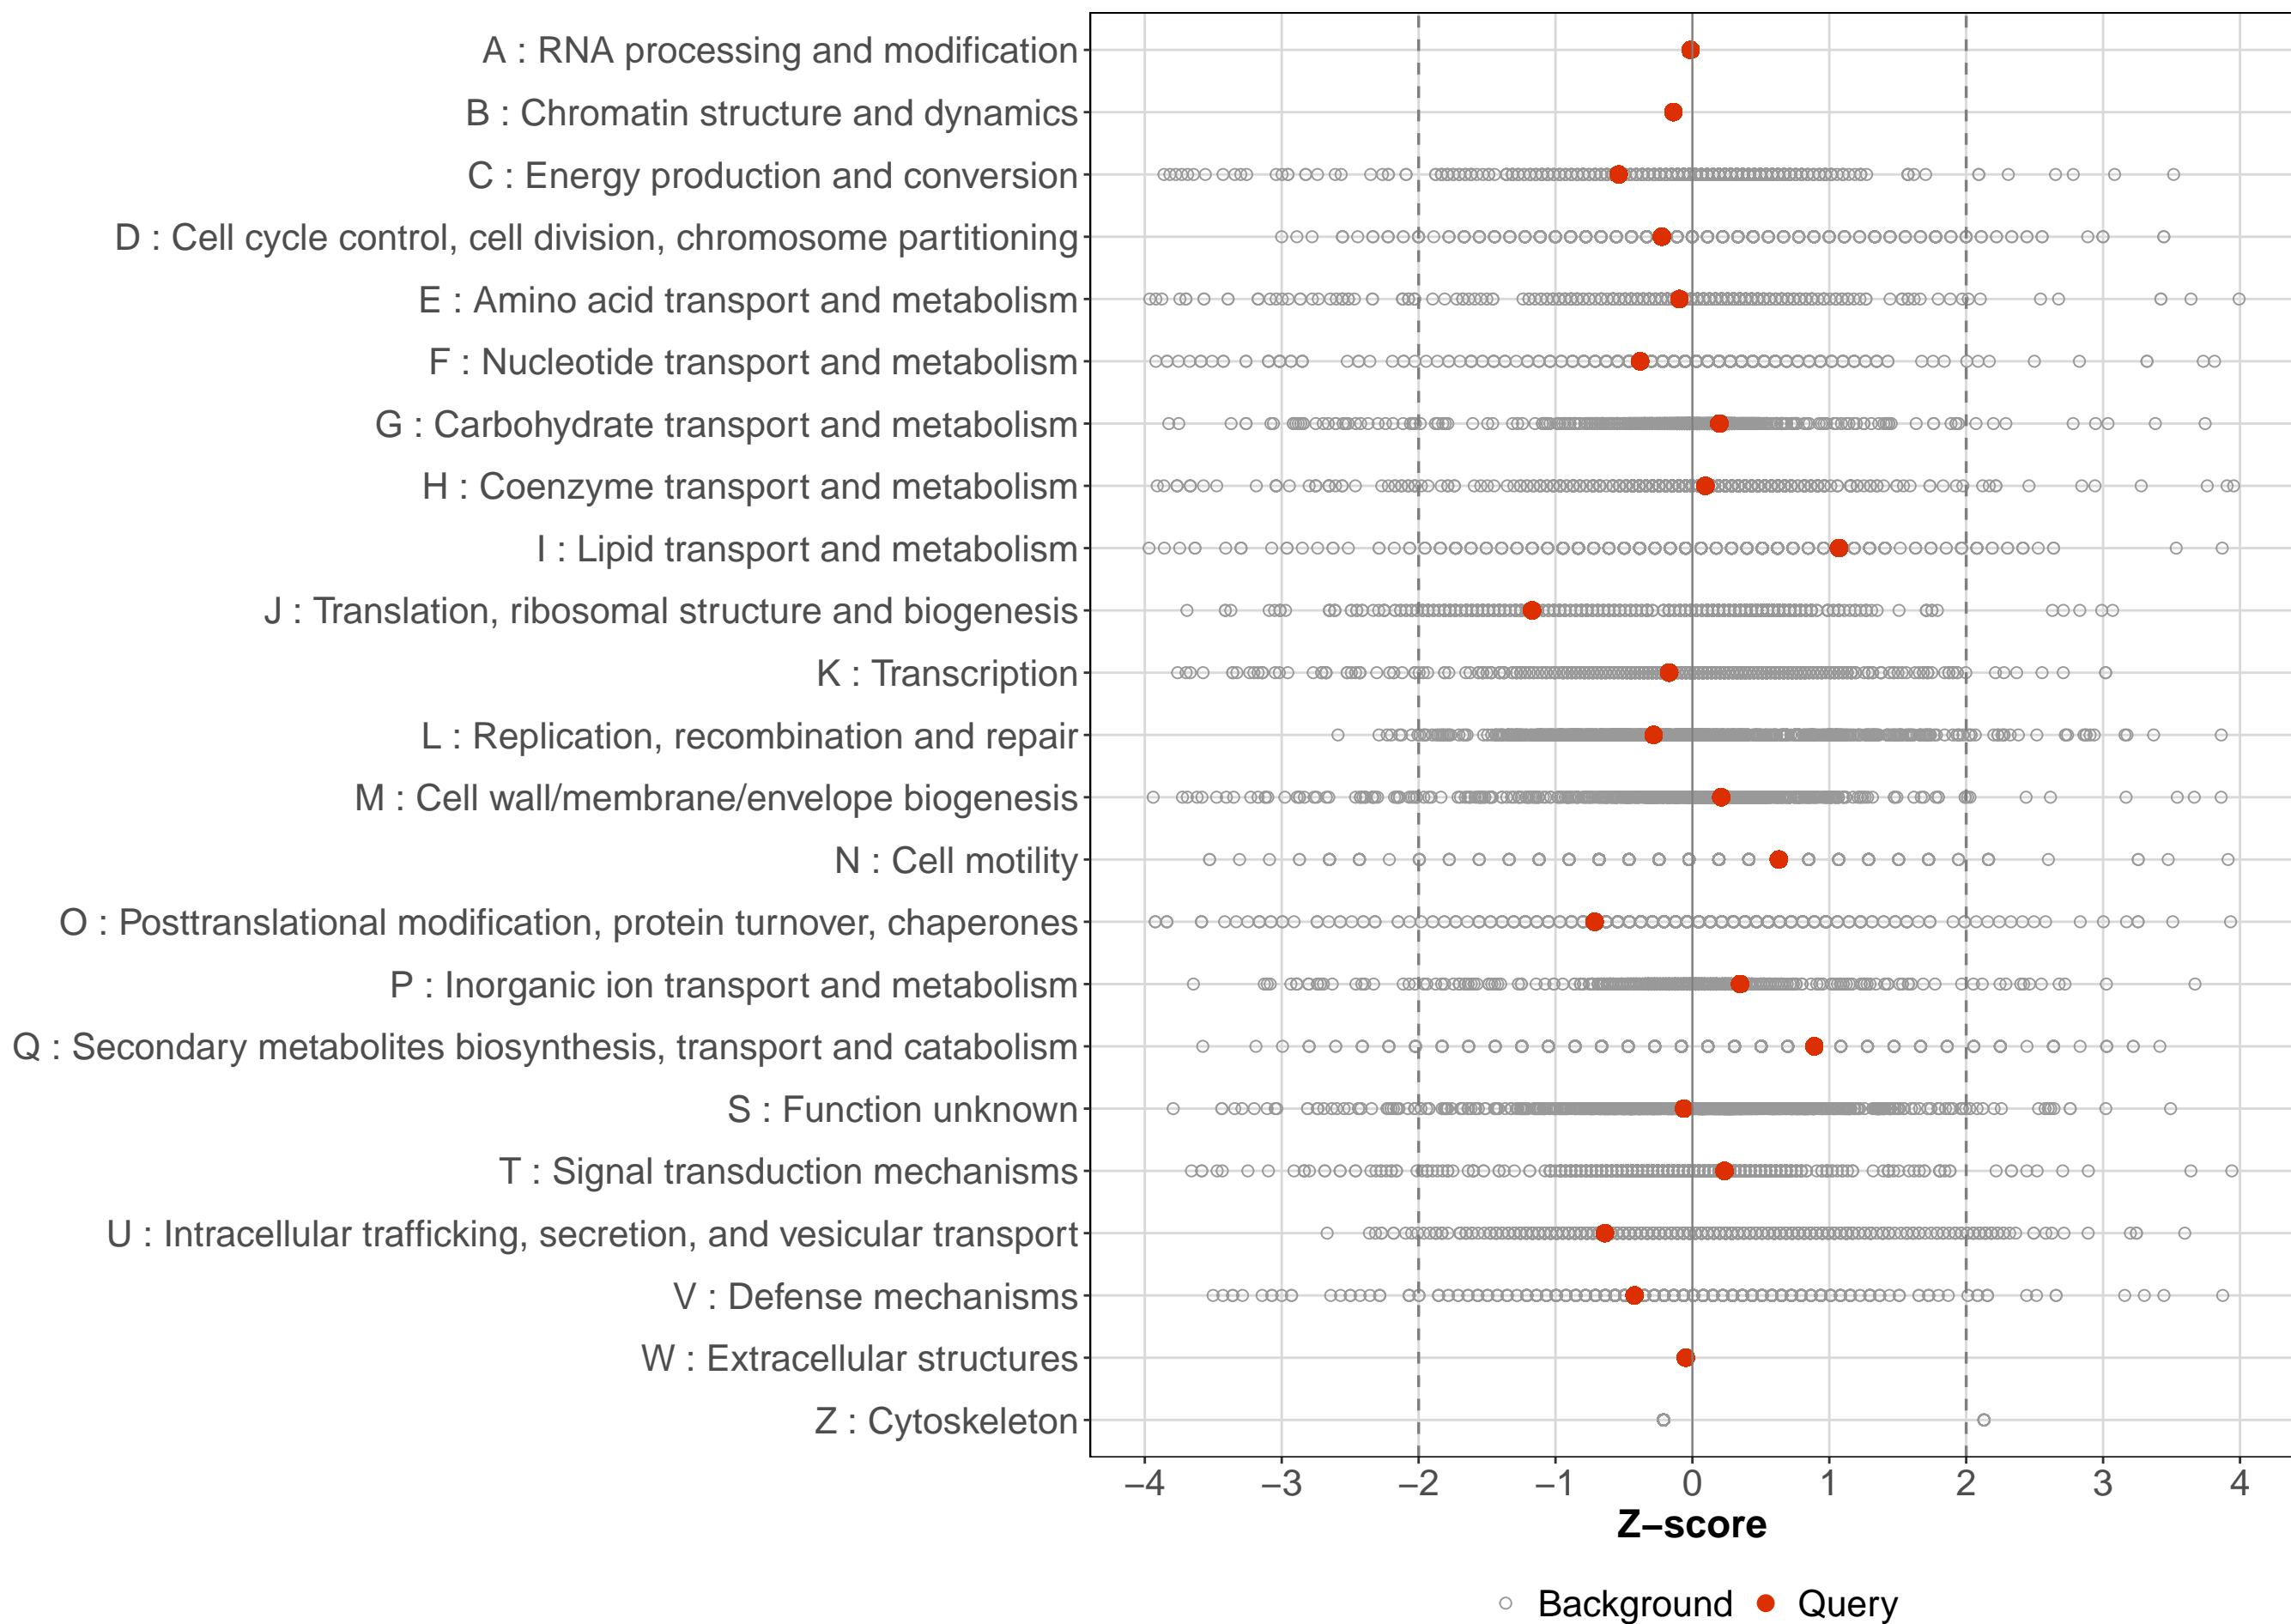 A : RNA processing and modification
B : Chromatin structure and dynamics
C : Energy production and conversion
D : Cell cycle control, cell division, chromosome partitioning
E : Amino acid transport and metabolism
F : Nucleotide transport and metabolism
G : Carbohydrate transport and metabolism
H : Coenzyme transport and metabolism
I : Lipid transport and metabolism
J : Translation, ribosomal structure and biogenesis
K : Transcription
L : Replication, recombination and repair
M : Cell wall/membrane/envelope biogenesis
N : Cell motility
O : Posttranslational modification, protein turnover, chaperones
P : Inorganic ion transport and metabolism
Q : Secondary metabolites biosynthesis, transport and catabolism
S : Function unknown
T : Signal transduction mechanisms
U : Intracellular trafficking, secretion, and vesicular transport
V : Defense mechanisms
W : Extracellular structures
Z : Cytoskeleton
−4 −3 −2 −1 0 1 2 3 4
Z−score
Background Query